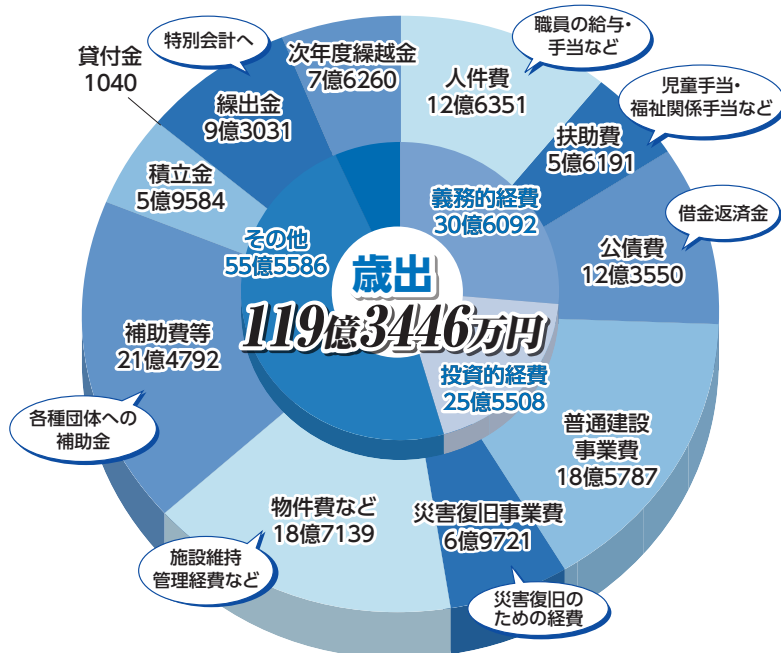 歳出
119億3446万円
義務的経費
30億6092
投資的経費
25億5508
その他
55億5586
人件費
12億6351
職員の給与・
手当など
扶助費
5億6191
児童手当・
福祉関係手当など
公債費
12億3550
借金返済金
普通建設
事業費
18億5787
災害復旧事業費
6億9721
災害復旧の
ための経費
物件費など
18億7139
施設維持
管理経費など
補助費等
21億4792
各種団体への
補助金
積立金
5億9584
貸付金
1040
繰出金
9億3031
特別会計へ
次年度繰越金
7億6260